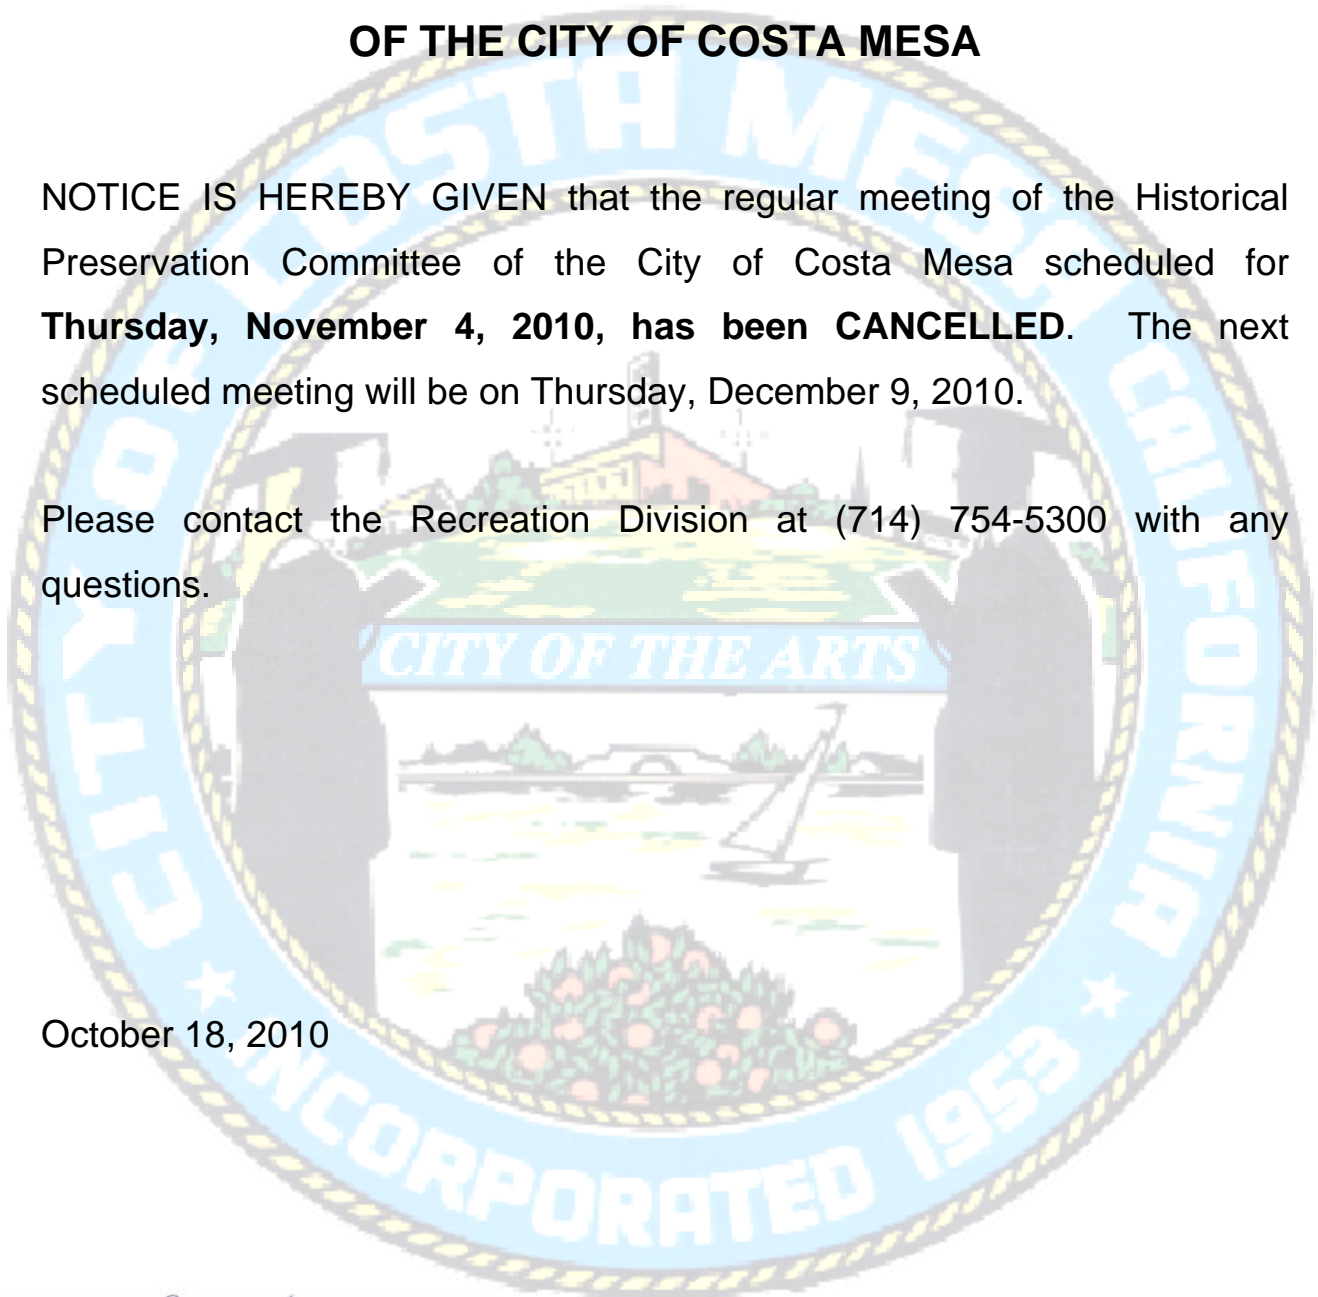 OF THE CITY OF COSTA MESA
NOTICE IS HEREBY GIVEN that the regular meeting of the Historical
Preservation Committee of the City of Costa Mesa scheduled for
Thursday, November 4, 2010, has been CANCELLED. The next
scheduled meeting will be on Thursday, December 9, 2010.
Please contact the Recreation Division at (714) 754-5300 with any
questions.
October 18, 2010
CITY OF COSTA MESA CALIFORNIA
CITY OF THE ARTS
★ INCORPORATED 1953 ★